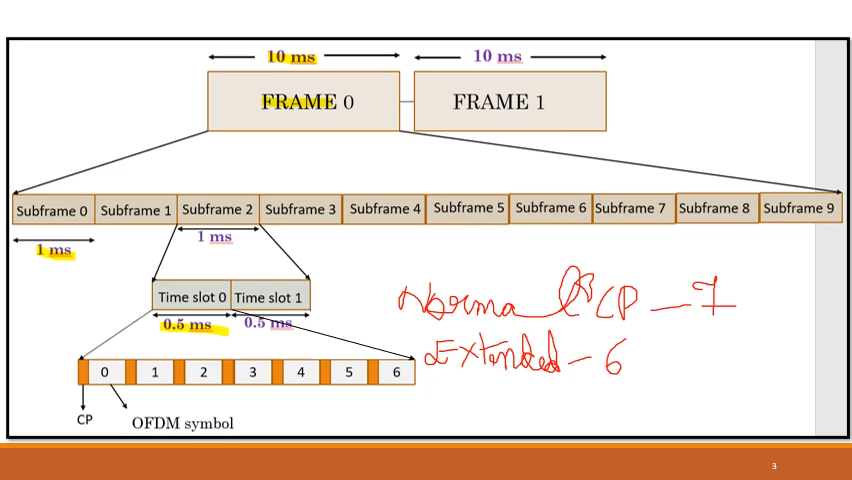 10 ms 10 ms
FRAME 0 FRAME 1
Subframe 0 Subframe 1 Subframe 2 Subframe 3 Subframe 4 Subframe 5 Subframe 6 Subframe 7 Subframe 8 Subframe 9
1 ms 1 ms
Time slot 0 Time slot 1
0.5 ms 0.5 ms
Normal CP - 7
Extended - 6
0 1 2 3 4 5 6
CP OFDM symbol
3